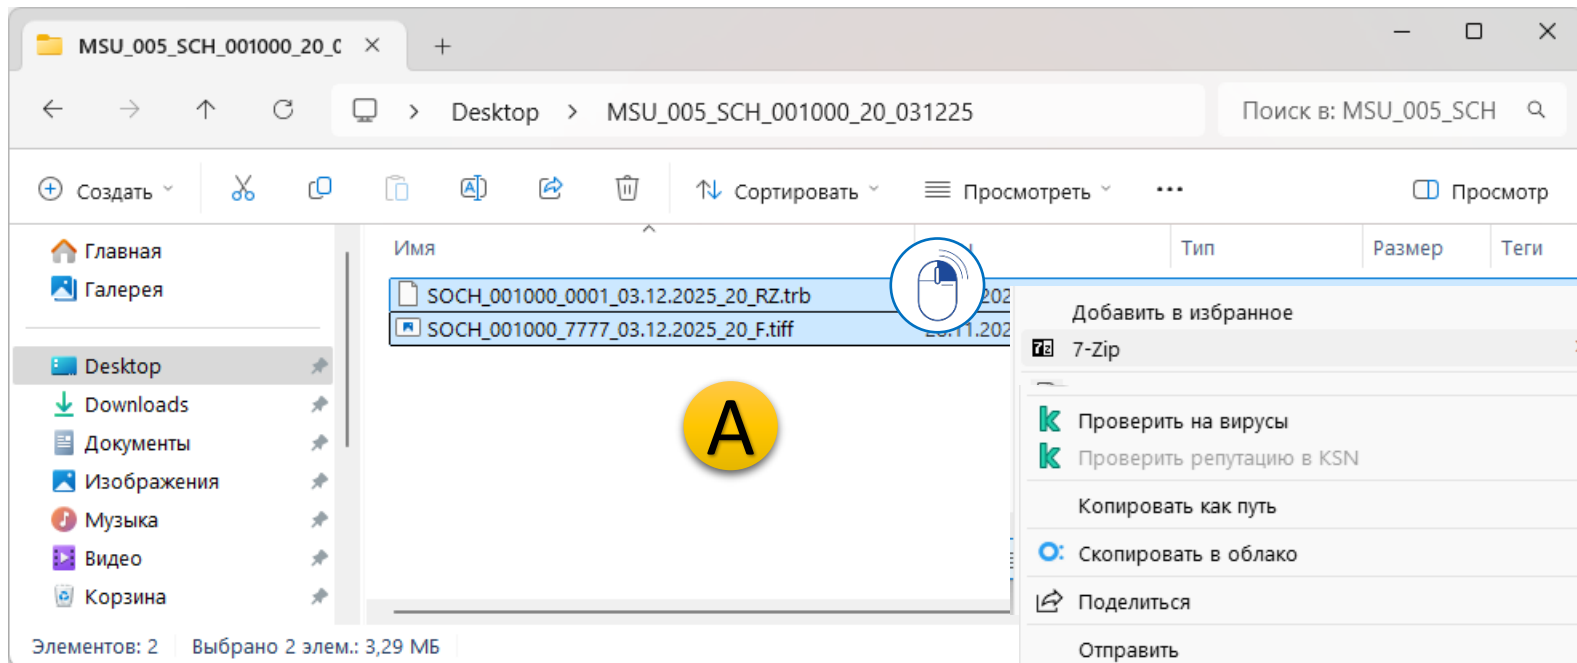 MSU_005_SCH_001000_20_0
Desktop > MSU_005_SCH_001000_20_031225
Поиск в: MSU_005_SCH
Создать
Сортировать
Просмотреть
Просмотр
Главная
Галерея
Desktop
Downloads
Документы
Изображения
Музыка
Видео
Корзина
Имя
Тип
Размер
Теги
SOCH_001000_0001_03.12.2025_20_RZ.trb
SOCH_001000_7777_03.12.2025_20_F.tiff
A
Добавить в избранное
7-Zip
Проверить на вирусы
Проверить репутацию в KSN
Копировать как путь
Скопировать в облако
Поделиться
Отправить
Элементов: 2
Выбрано 2 элем.: 3,29 МБ